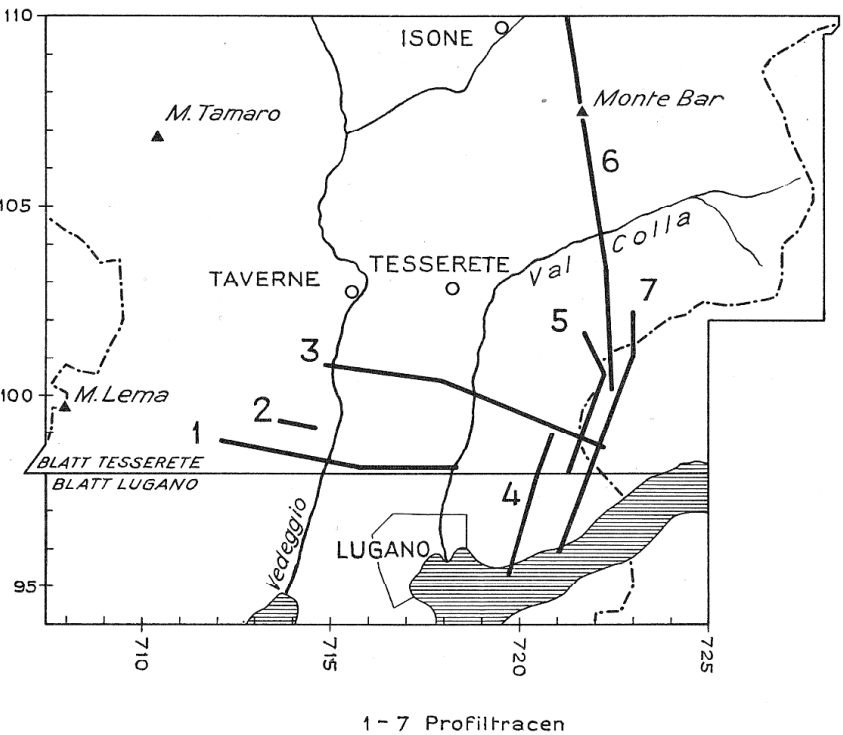 110
ISONE
M. Tamaro
Monte Bar
6
105
Val Colla
TAVERNE
TESSERETE
7
5
3
100
M. Lema
2
1
BLATT TESSERETE
BLATT LUGANO
4
Vedeggio
LUGANO
95
710
715
720
725
1-7 Profiltracen